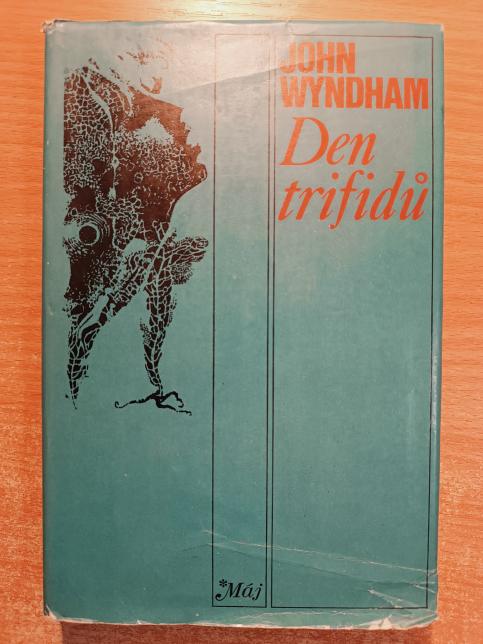 JOHN
WYNDHAM
Den
trifidů
*Máj